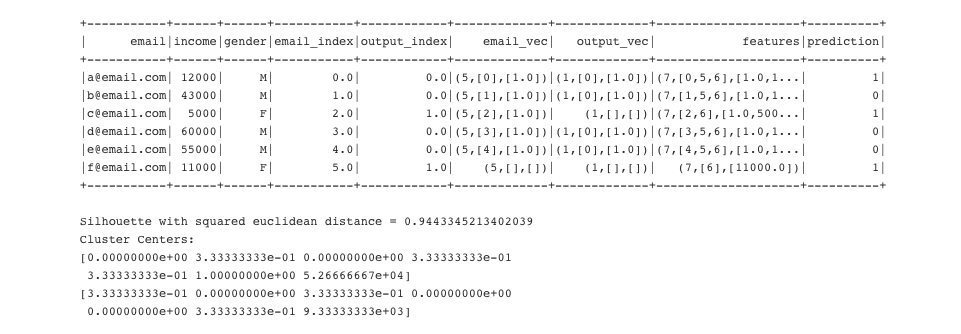 +-----------+------+------+-----------+------------+-------------+-------------+--------------------+----------+
|      email|income|gender|email_index|output_index|    email_vec|   output_vec|            features|prediction|
+-----------+------+------+-----------+------------+-------------+-------------+--------------------+----------+
|a@email.com| 12000|     M|        0.0|         0.0|(5,[0],[1.0])|(1,[0],[1.0])|(7,[0,5,6],[1.0,1...|         1|
|b@email.com| 43000|     M|        1.0|         0.0|(5,[1],[1.0])|(1,[0],[1.0])|(7,[1,5,6],[1.0,1...|         0|
|c@email.com|  5000|     F|        2.0|         1.0|(5,[2],[1.0])|    (1,[],[])|(7,[2,6],[1.0,500...|         1|
|d@email.com| 60000|     M|        3.0|         0.0|(5,[3],[1.0])|(1,[0],[1.0])|(7,[3,5,6],[1.0,1...|         0|
|e@email.com| 55000|     M|        4.0|         0.0|(5,[4],[1.0])|(1,[0],[1.0])|(7,[4,5,6],[1.0,1...|         0|
|f@email.com| 11000|     F|        5.0|         1.0|    (5,[],[])|    (1,[],[])|   (7,[6],[11000.0])|         1|
+-----------+------+------+-----------+------------+-------------+-------------+--------------------+----------+
Silhouette with squared euclidean distance = 0.9443345213402039
Cluster Centers:
[0.00000000e+00 3.33333333e-01 0.00000000e+00 3.33333333e-01
 3.33333333e-01 1.00000000e+00 5.26666667e+04]
[3.33333333e-01 0.00000000e+00 3.33333333e-01 0.00000000e+00
 0.00000000e+00 3.33333333e-01 9.33333333e+03]